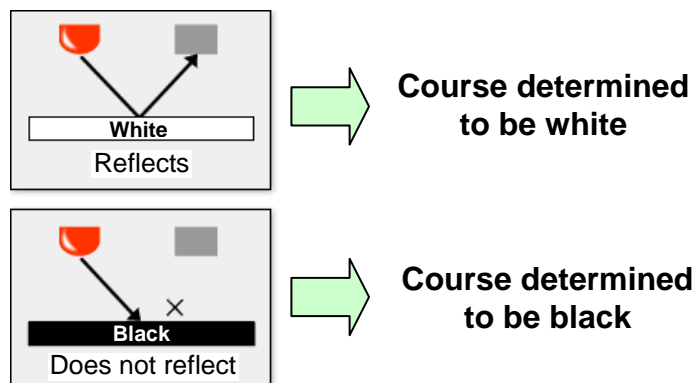 White
Reflects
Course determined
to be white
Black
Does not reflect
Course determined
to be black